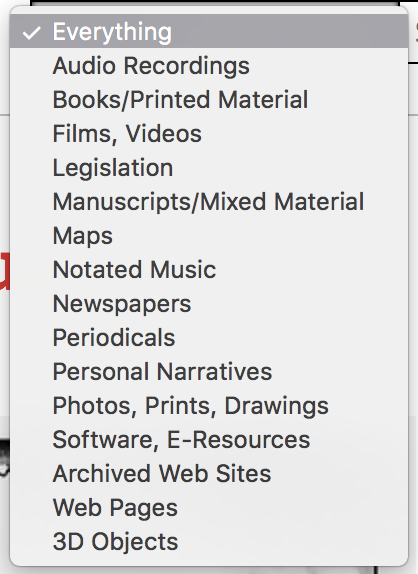 Everything
Audio Recordings
Books/Printed Material
Films, Videos
Legislation
Manuscripts/Mixed Material
Maps
Notated Music
Newspapers
Periodicals
Personal Narratives
Photos, Prints, Drawings
Software, E-Resources
Archived Web Sites
Web Pages
3D Objects